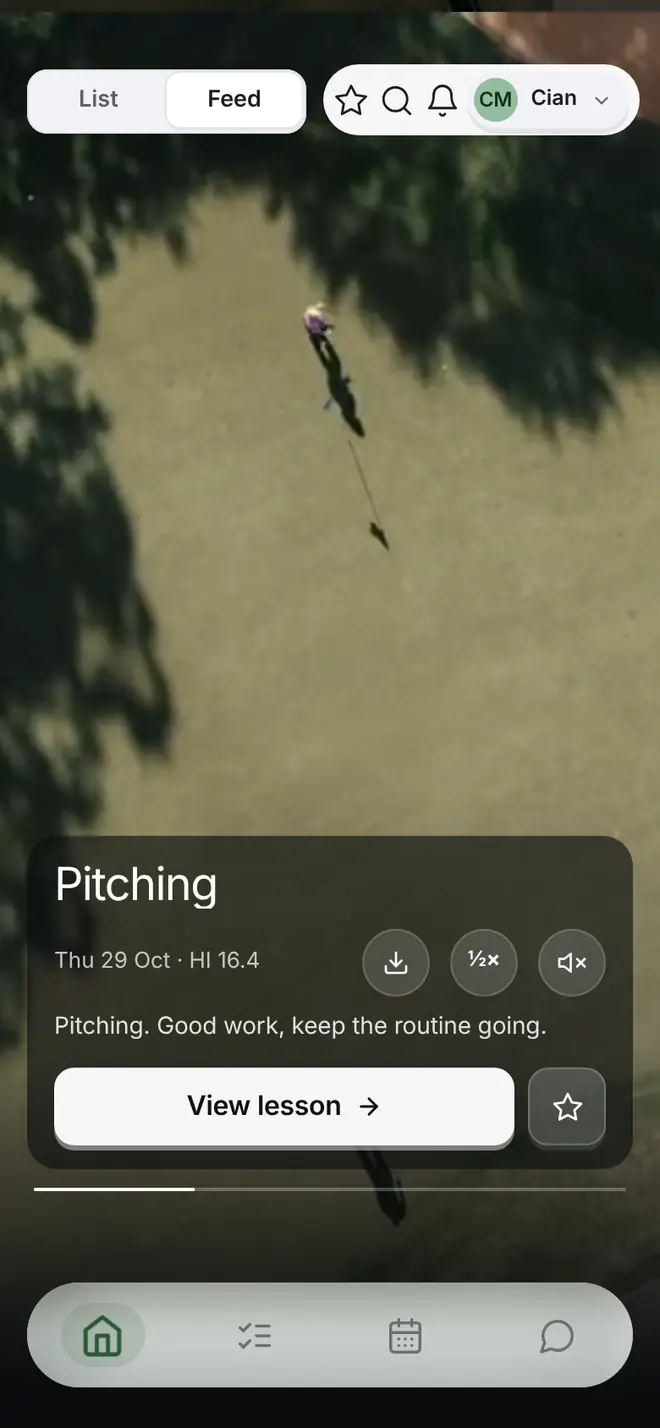 List
Feed
CM
Cian
Pitching
Thu 29 Oct · HI 16.4
½×
Pitching. Good work, keep the routine going.
View lesson →